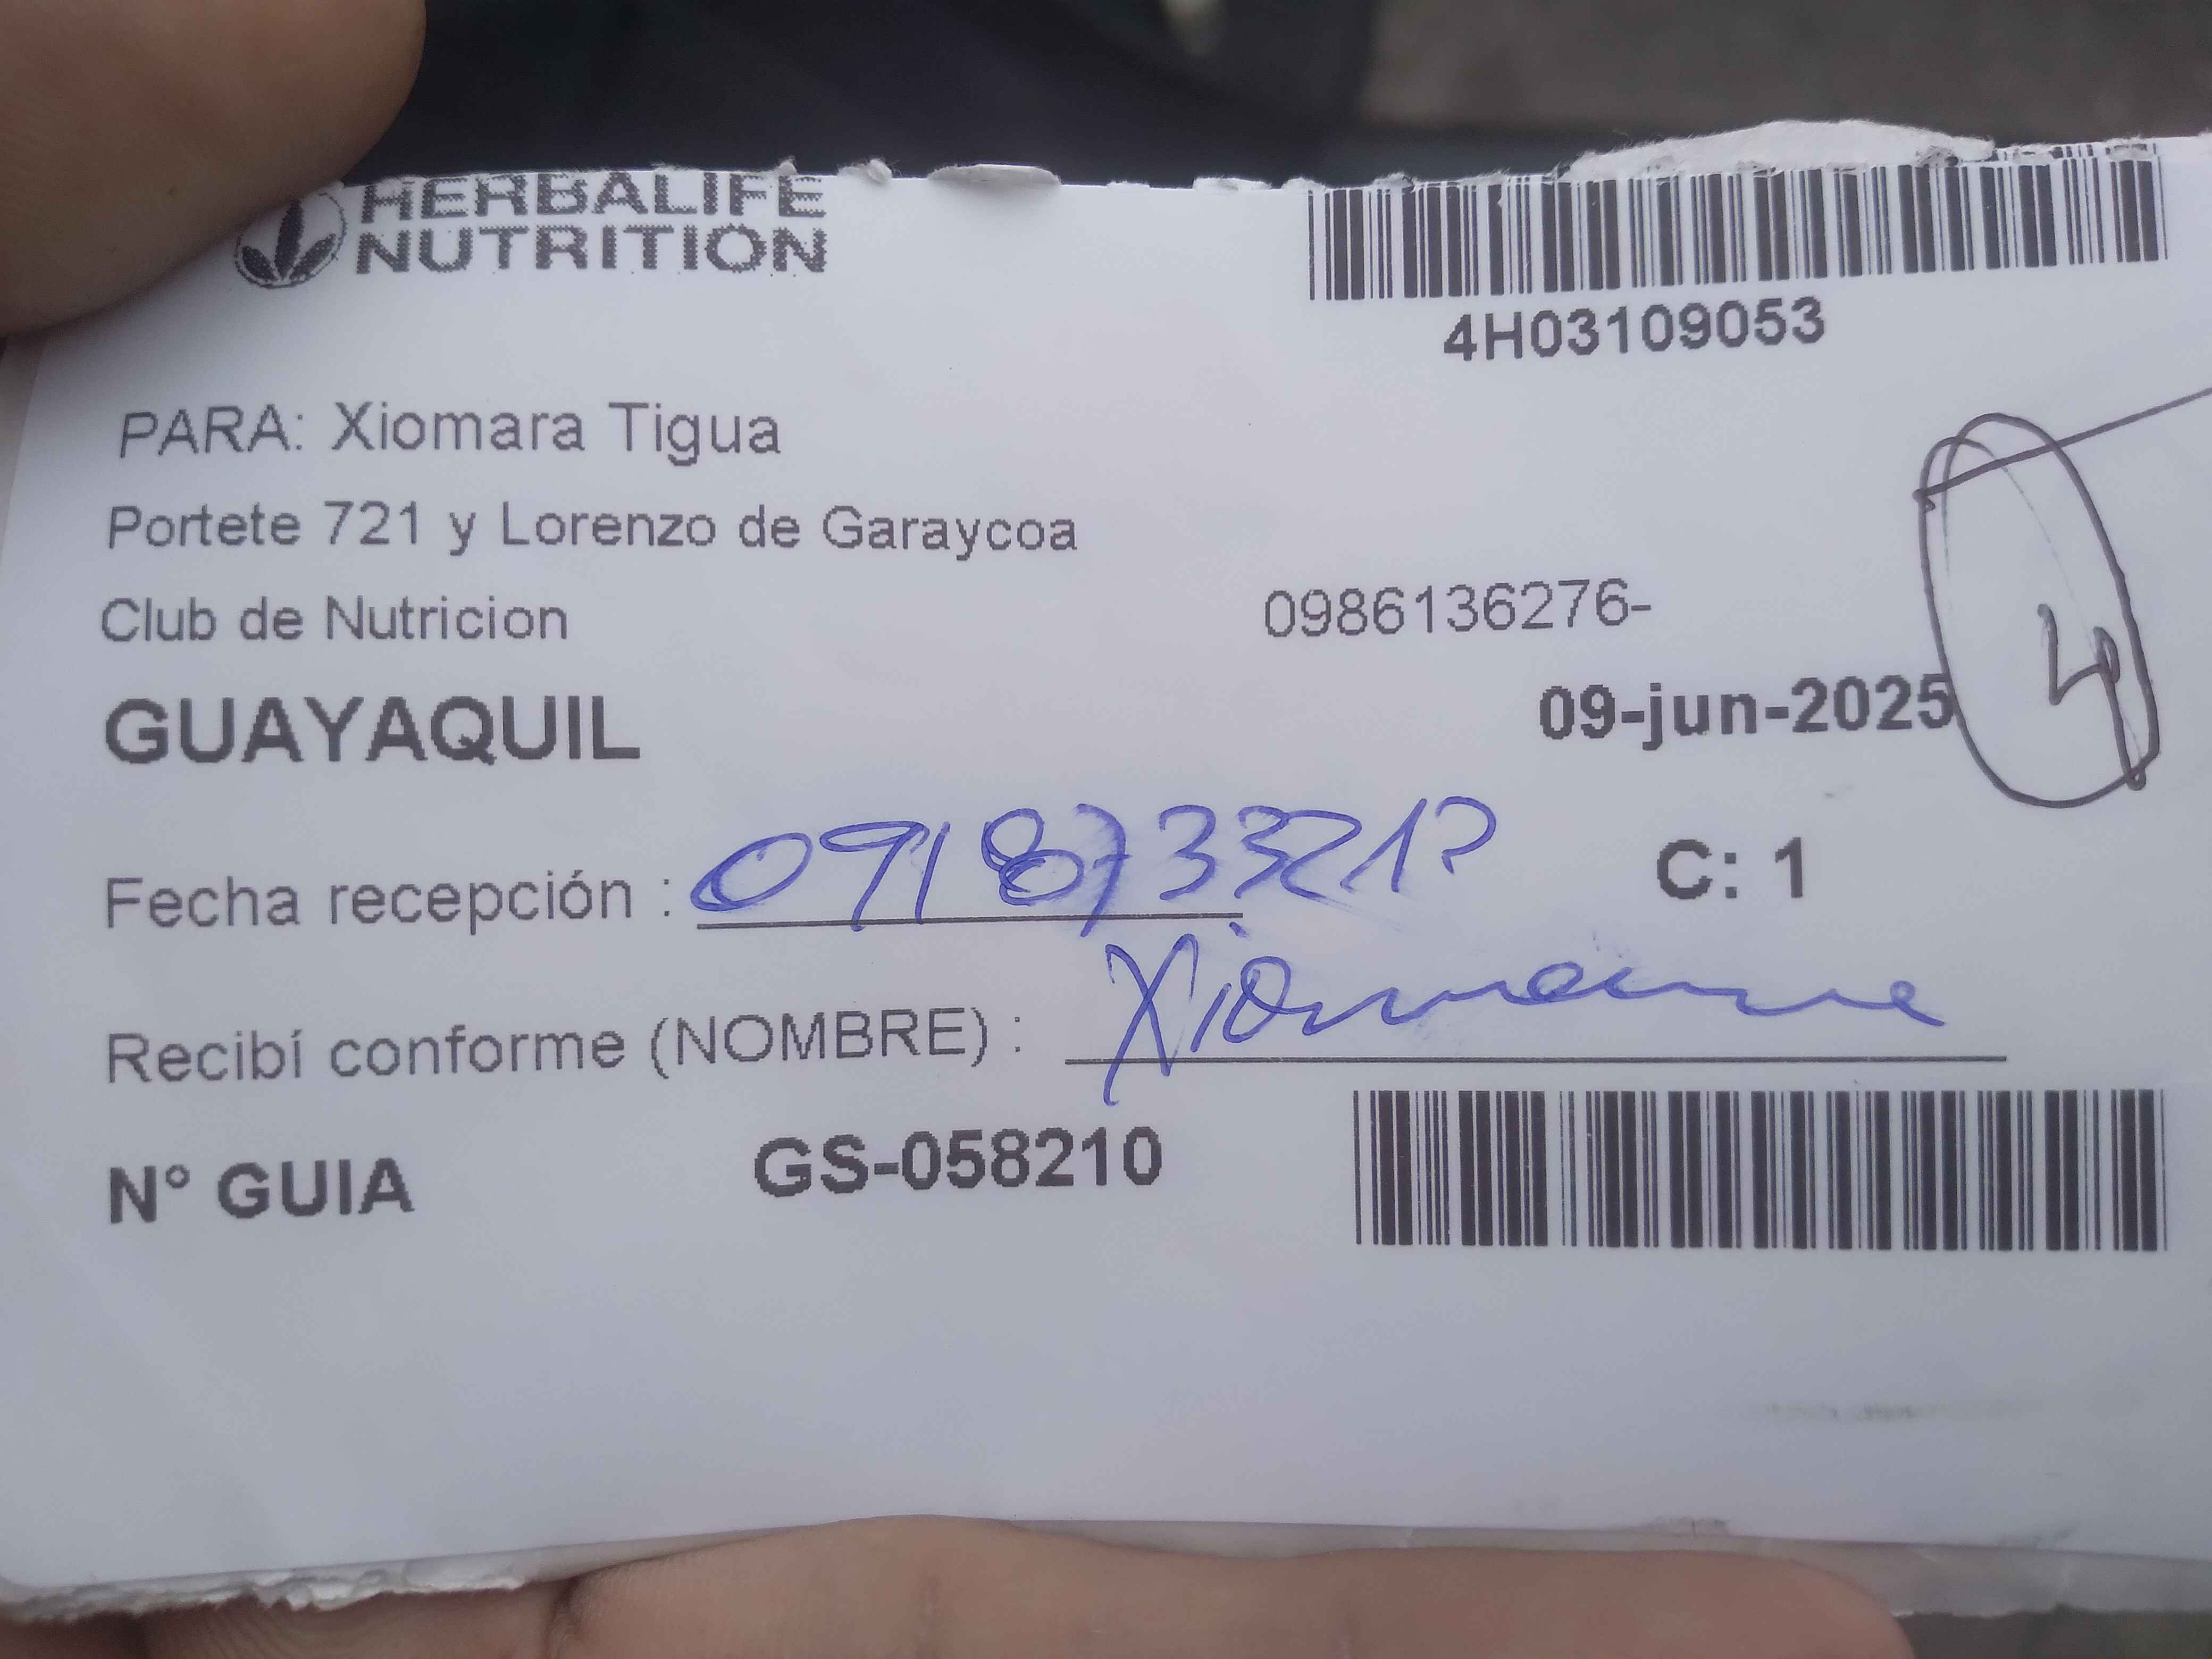 HERBALIFE
NUTRITION
4H03109053
PARA: Xiomara Tigua
Portete 721 y Lorenzo de Garaycoa
Club de Nutricion
0986136276-
GUAYAQUIL
09-jun-2025
4
Fecha recepción :
C: 1
Recibí conforme (NOMBRE) :
N° GUIA
GS-058210